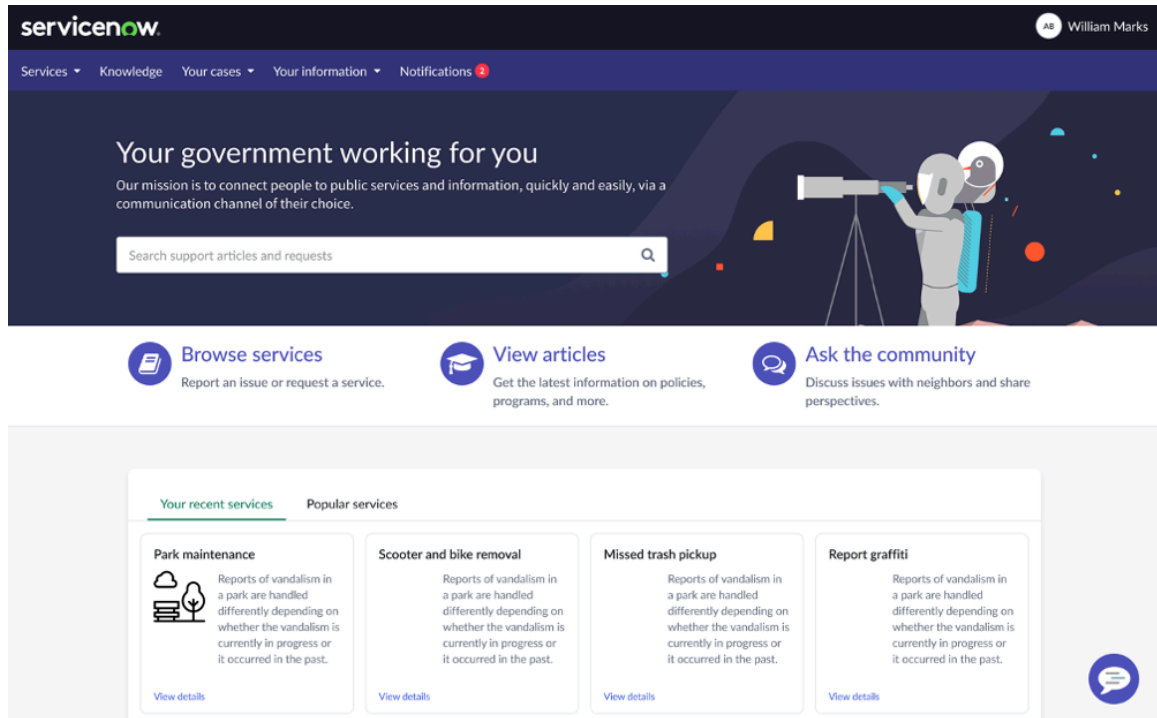 servicenow.
AB William Marks
Services Knowledge Your cases Your information Notifications 2
Your government working for you
Our mission is to connect people to public services and information, quickly and easily, via a
communication channel of their choice.
Search support articles and requests
Browse services
Report an issue or request a service.
View articles
Get the latest information on policies,
programs, and more.
Ask the community
Discuss issues with neighbors and share
perspectives.
Your recent services Popular services
Park maintenance
Reports of vandalism in
a park are handled
differently depending on
whether the vandalism is
currently in progress or
it occurred in the past.
View details
Scooter and bike removal
Reports of vandalism in
a park are handled
differently depending on
whether the vandalism is
currently in progress or
it occurred in the past.
View details
Missed trash pickup
Reports of vandalism in
a park are handled
differently depending on
whether the vandalism is
currently in progress or
it occurred in the past.
View details
Report graffiti
Reports of vandalism in
a park are handled
differently depending on
whether the vandalism is
currently in progress or
it occurred in the past.
View details